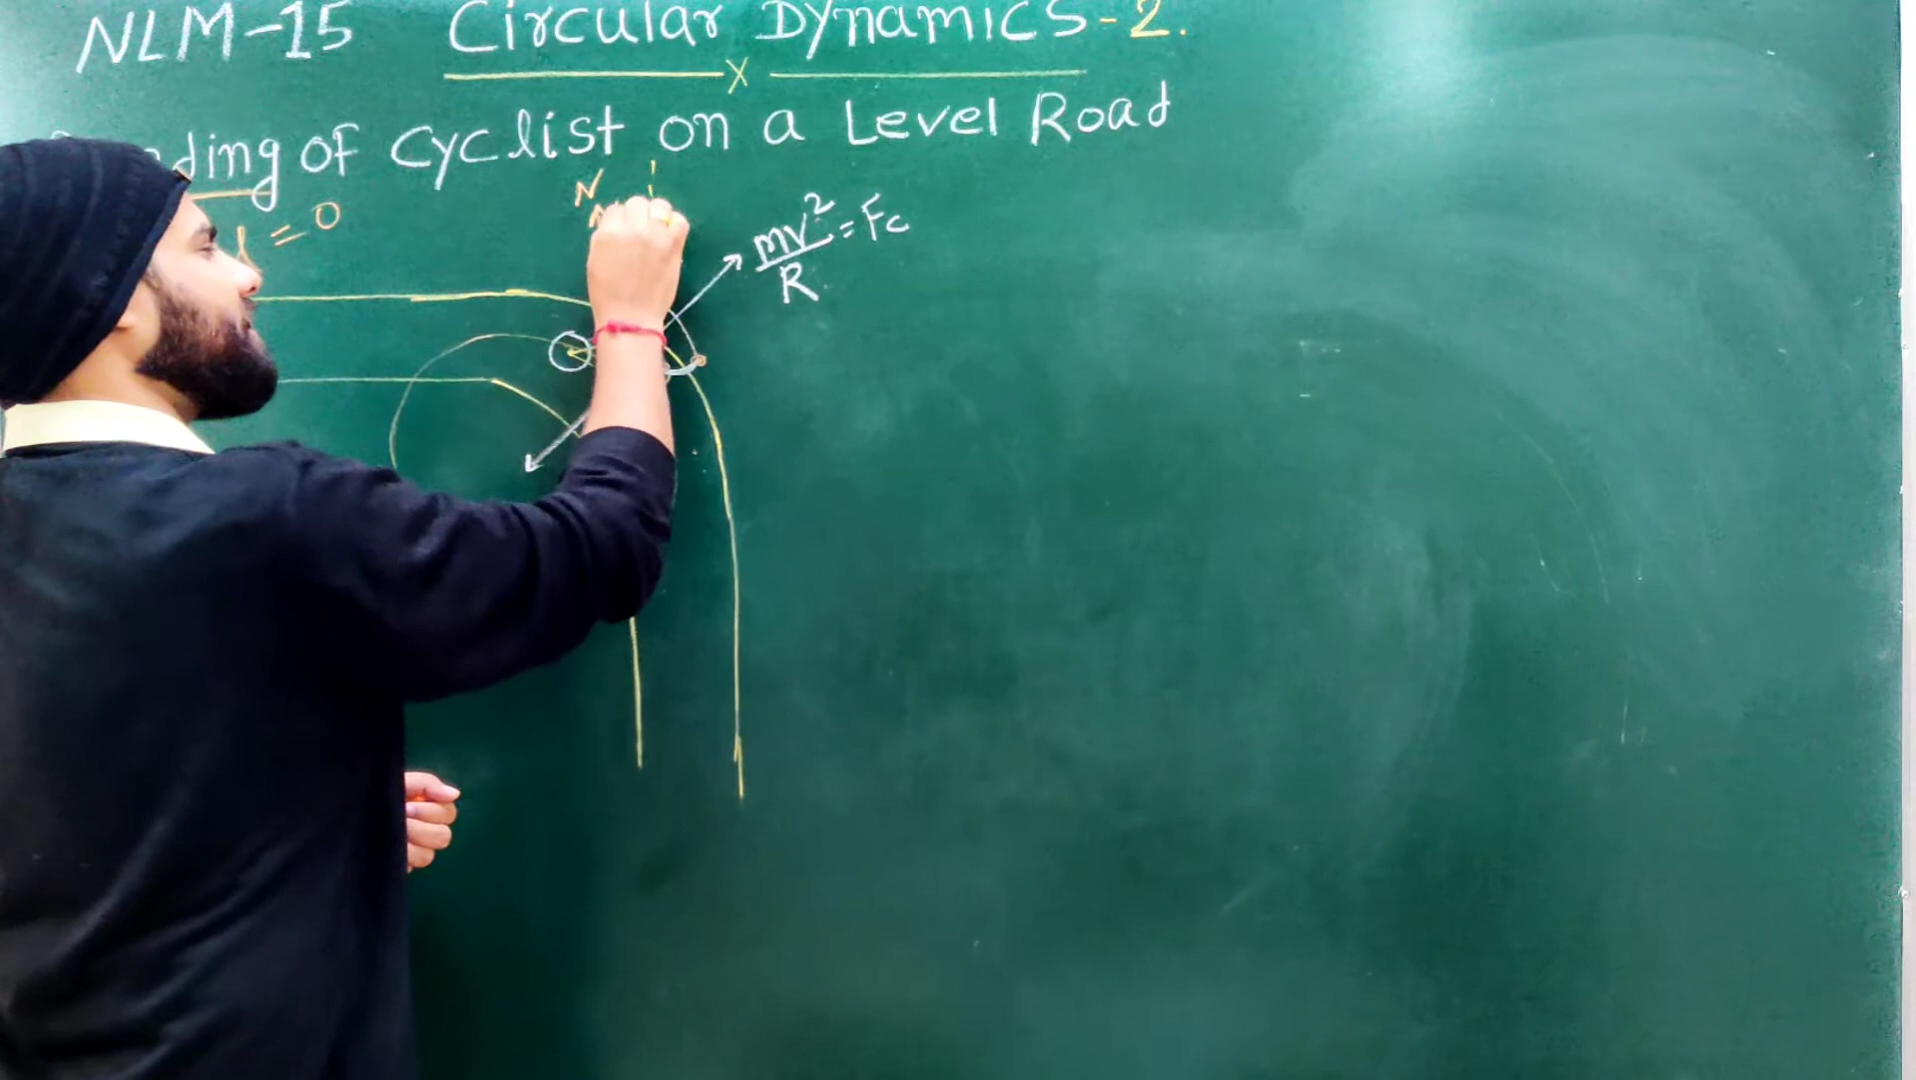 NLM-15 Circular Dynamics-2.
x
ding of cyclist on a Level Road
N
= 0
mv²/R = Fc